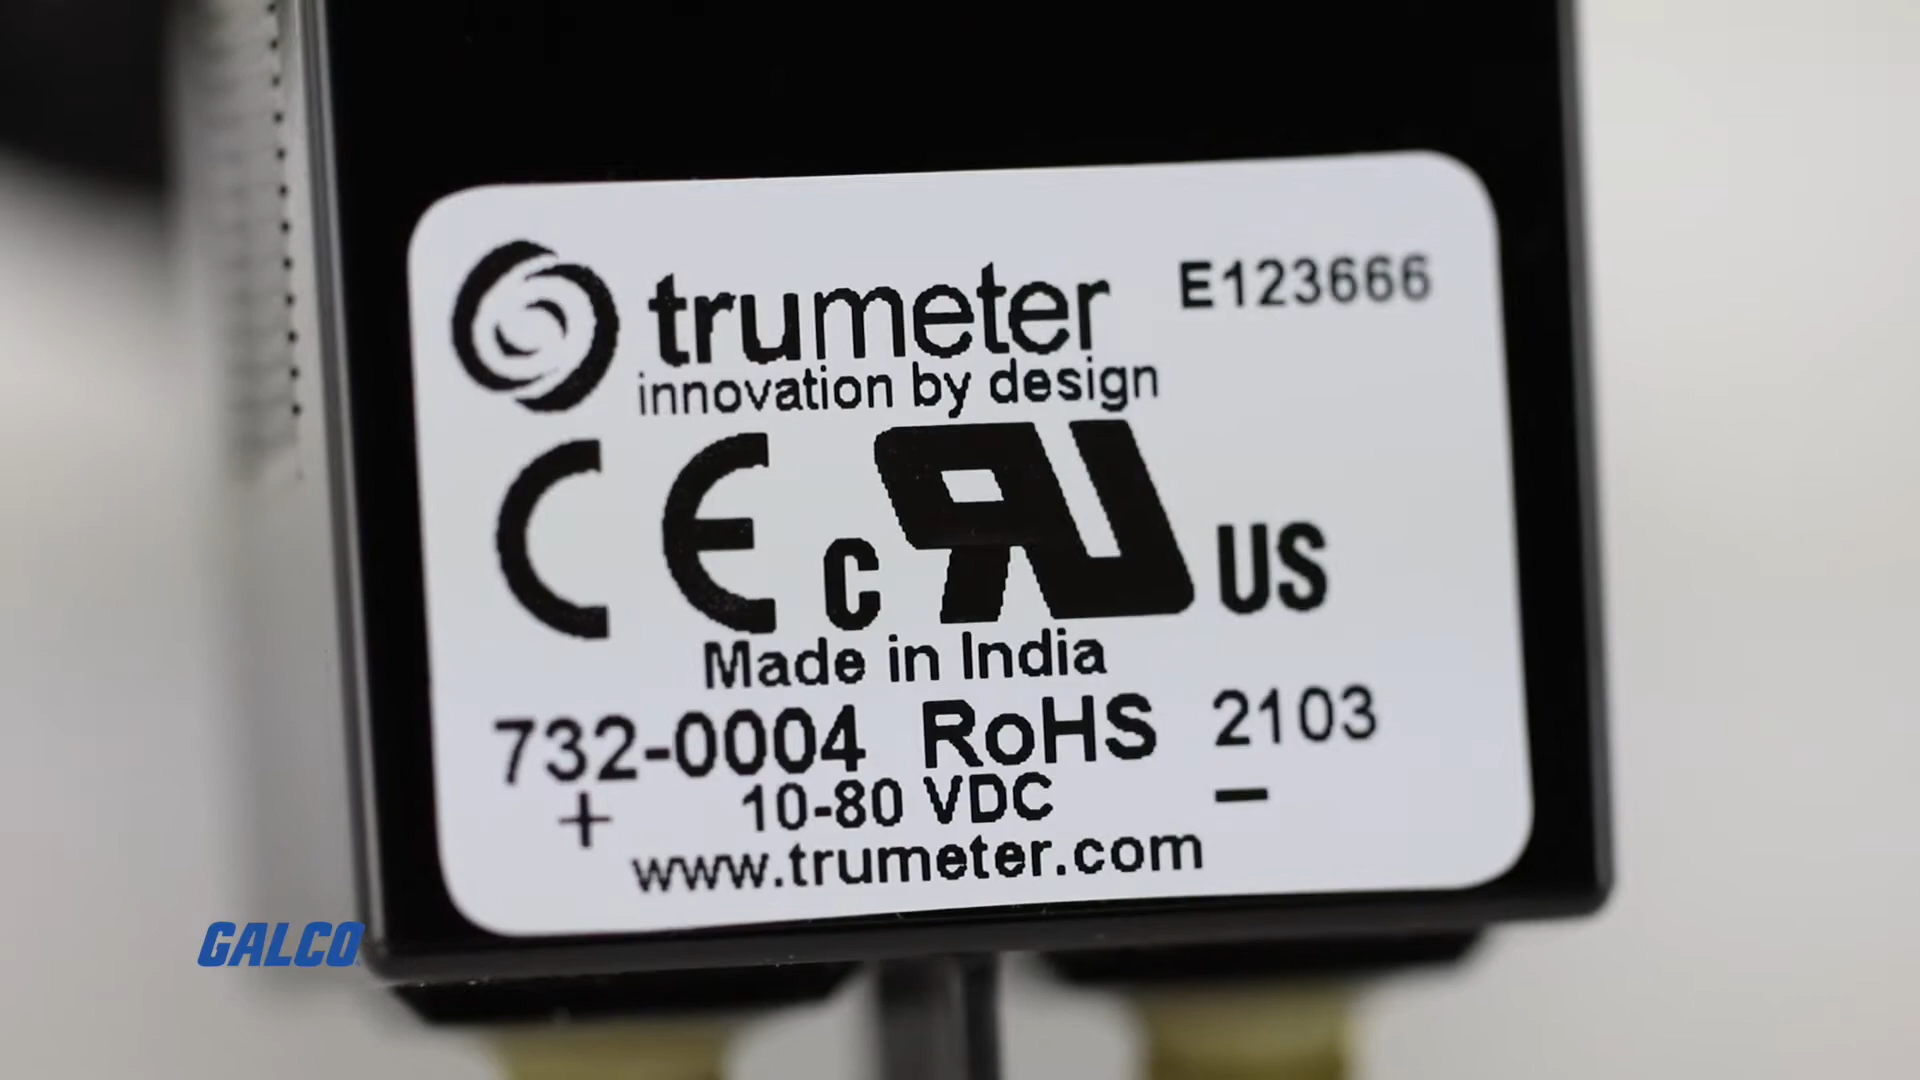 trumeter E123666
innovation by design
CE c RU US
Made in India
732-0004 RoHS 2103
+ 10-80 VDC -
www.trumeter.com
GALCO